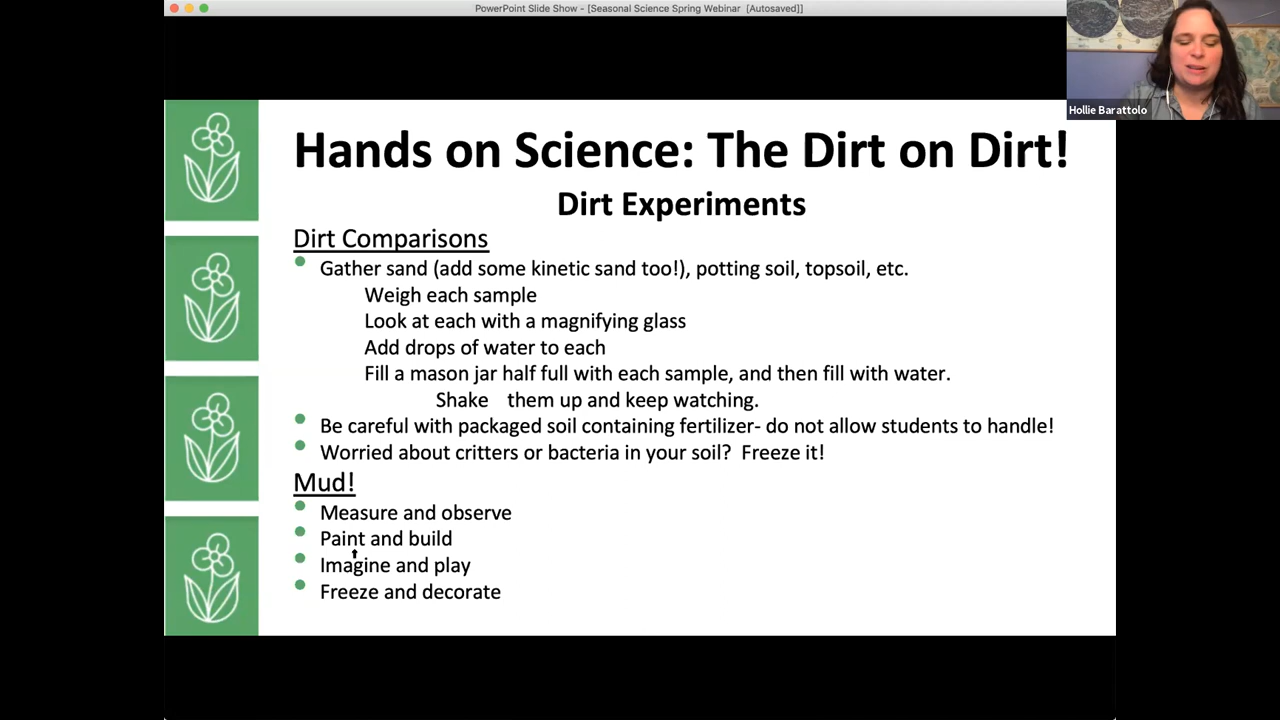 PowerPoint Slide Show - [Seasonal Science Spring Webinar [Autosaved]]
Hollie Barattolo
Hands on Science: The Dirt on Dirt!
Dirt Experiments
Dirt Comparisons
Gather sand (add some kinetic sand too!), potting soil, topsoil, etc.
Weigh each sample
Look at each with a magnifying glass
Add drops of water to each
Fill a mason jar half full with each sample, and then fill with water.
Shake them up and keep watching.
Be careful with packaged soil containing fertilizer- do not allow students to handle!
Worried about critters or bacteria in your soil? Freeze it!
Mud!
Measure and observe
Paint and build
Imagine and play
Freeze and decorate